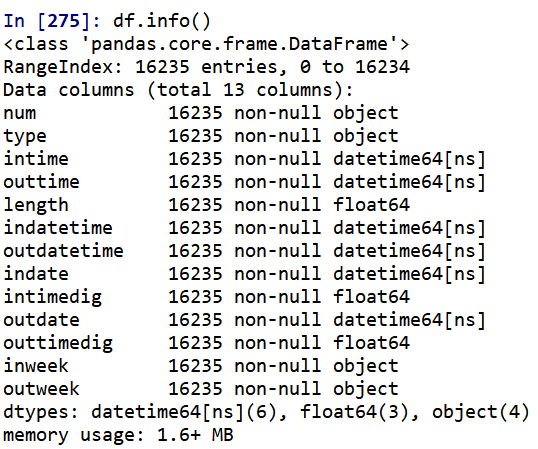 In [275]: df.info()
<class 'pandas.core.frame.DataFrame'>
RangeIndex: 16235 entries, 0 to 16234
Data columns (total 13 columns):
num            16235 non-null object
type           16235 non-null object
intime         16235 non-null datetime64[ns]
outtime        16235 non-null datetime64[ns]
length         16235 non-null float64
indatetime     16235 non-null datetime64[ns]
outdatetime    16235 non-null datetime64[ns]
indate         16235 non-null datetime64[ns]
intimedig      16235 non-null float64
outdate        16235 non-null datetime64[ns]
outtimedig     16235 non-null float64
inweek         16235 non-null object
outweek        16235 non-null object
dtypes: datetime64[ns](6), float64(3), object(4)
memory usage: 1.6+ MB